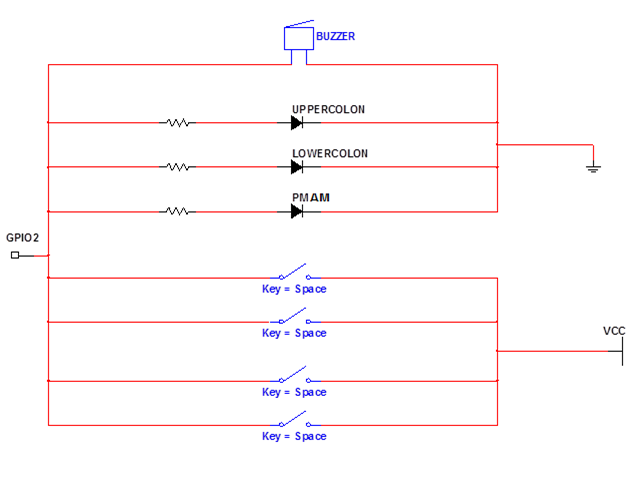 BUZZER
UPPERCOLON
LOWERCOLON
PMAM
GPIO2
Key = Space
Key = Space
VCC
Key = Space
Key = Space